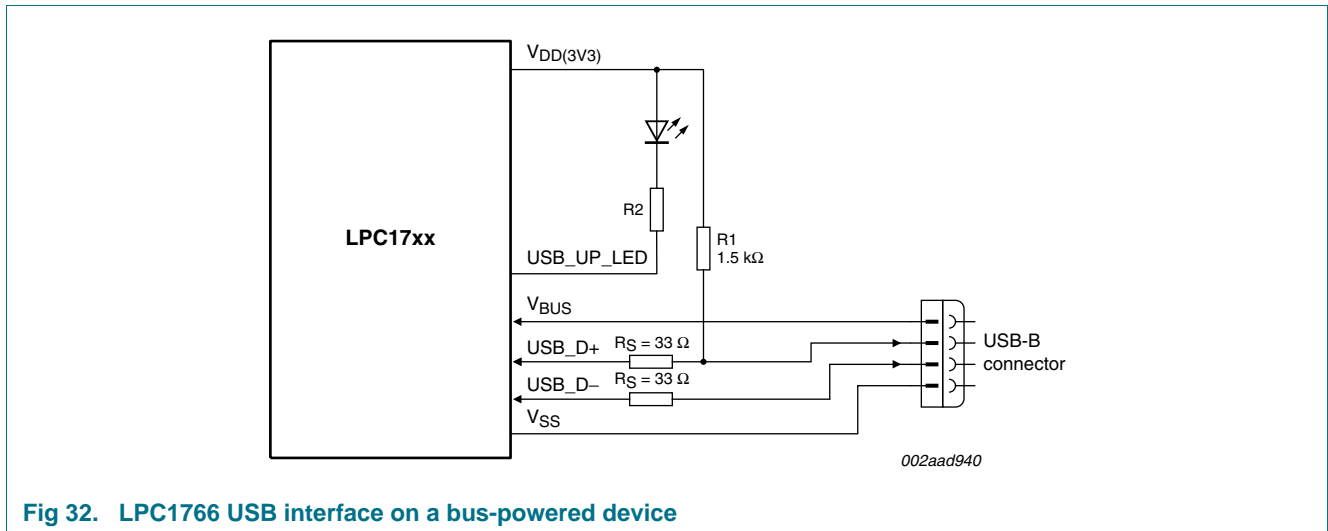 VDD(3V3)
R2
LPC17xx
R1
1.5 kΩ
USB_UP_LED
VBUS
USB_D+ RS = 33 Ω
USB_D− RS = 33 Ω
VSS
USB-B
connector
002aad940
Fig 32. LPC1766 USB interface on a bus-powered device